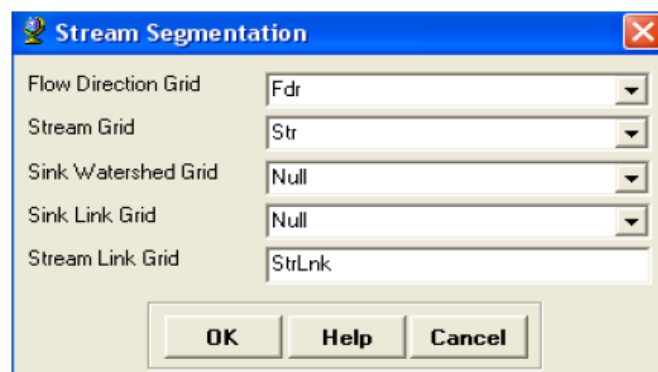 Stream Segmentation
Flow Direction Grid Fdr
Stream Grid Str
Sink Watershed Grid Null
Sink Link Grid Null
Stream Link Grid StrLnk
OK Help Cancel